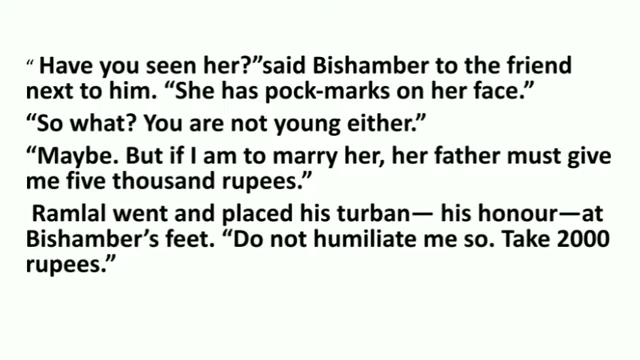 “ Have you seen her?”said Bishamber to the friend
next to him. “She has pock-marks on her face.”
“So what? You are not young either.”
“Maybe. But if I am to marry her, her father must give
me five thousand rupees.”
Ramlal went and placed his turban— his honour—at
Bishamber’s feet. “Do not humiliate me so. Take 2000
rupees.”